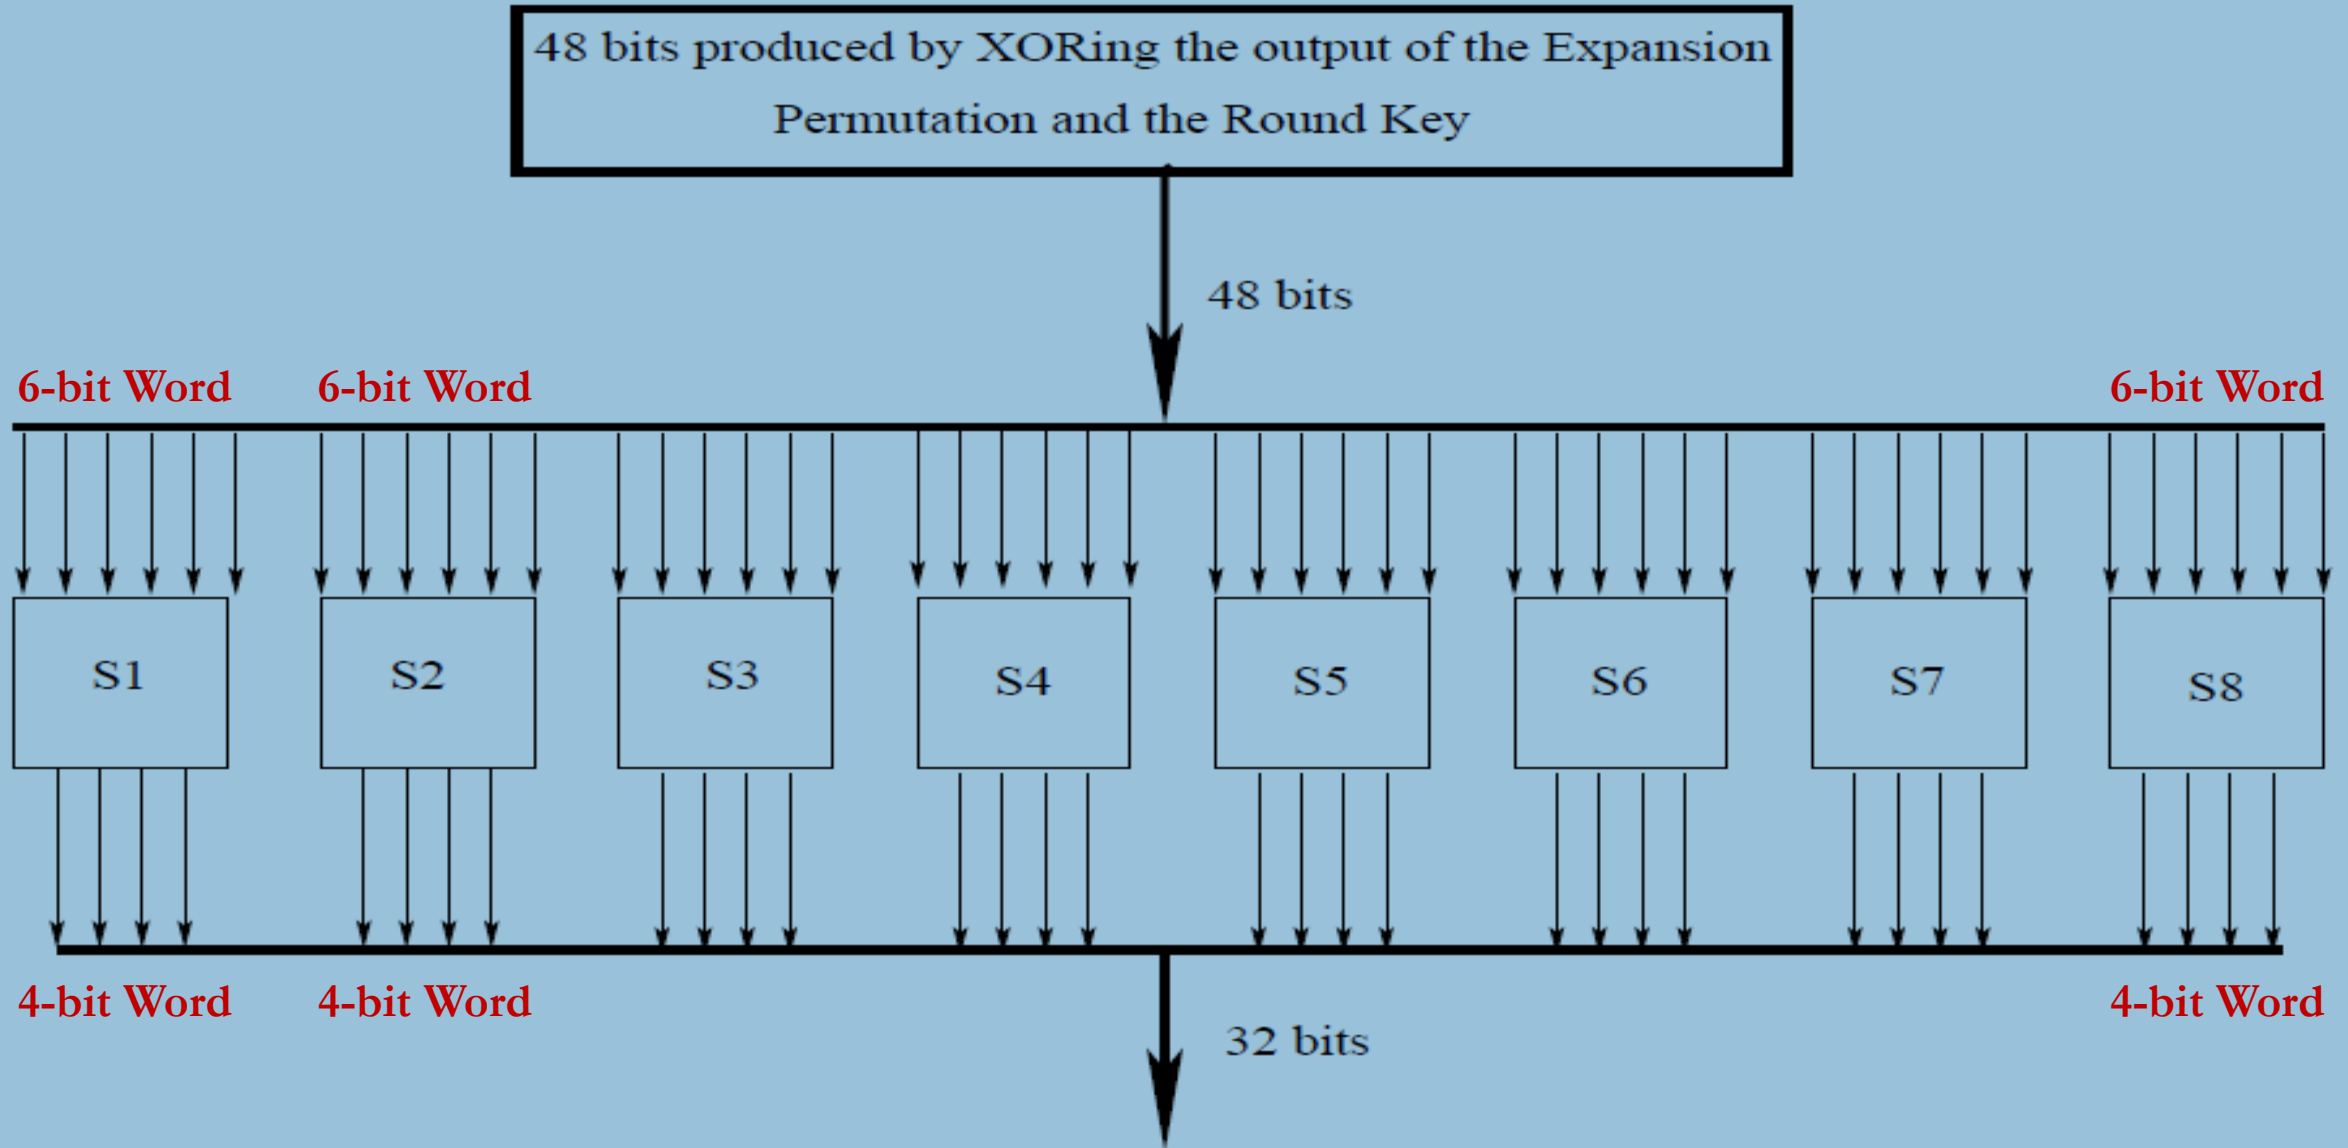 48 bits produced by XORing the output of the Expansion
Permutation and the Round Key
48 bits
6-bit Word
6-bit Word
6-bit Word
S1
S2
S3
S4
S5
S6
S7
S8
4-bit Word
4-bit Word
4-bit Word
32 bits